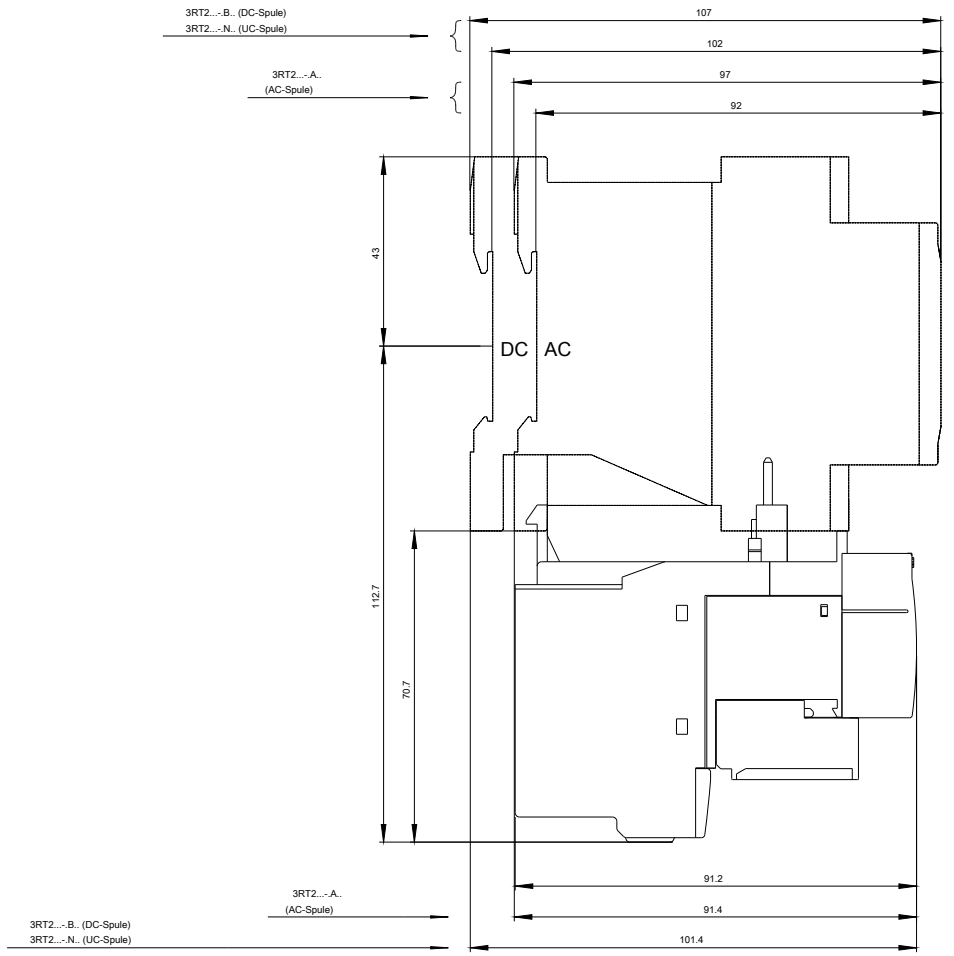 3RT2...-.B.. (DC-Spule)
3RT2...-.N.. (UC-Spule)
107
102
3RT2...-.A..
(AC-Spule)
97
92
43
DC AC
112.7
70.7
91.2
3RT2...-.A..
(AC-Spule)
91.4
3RT2...-.B.. (DC-Spule)
3RT2...-.N.. (UC-Spule)
101.4